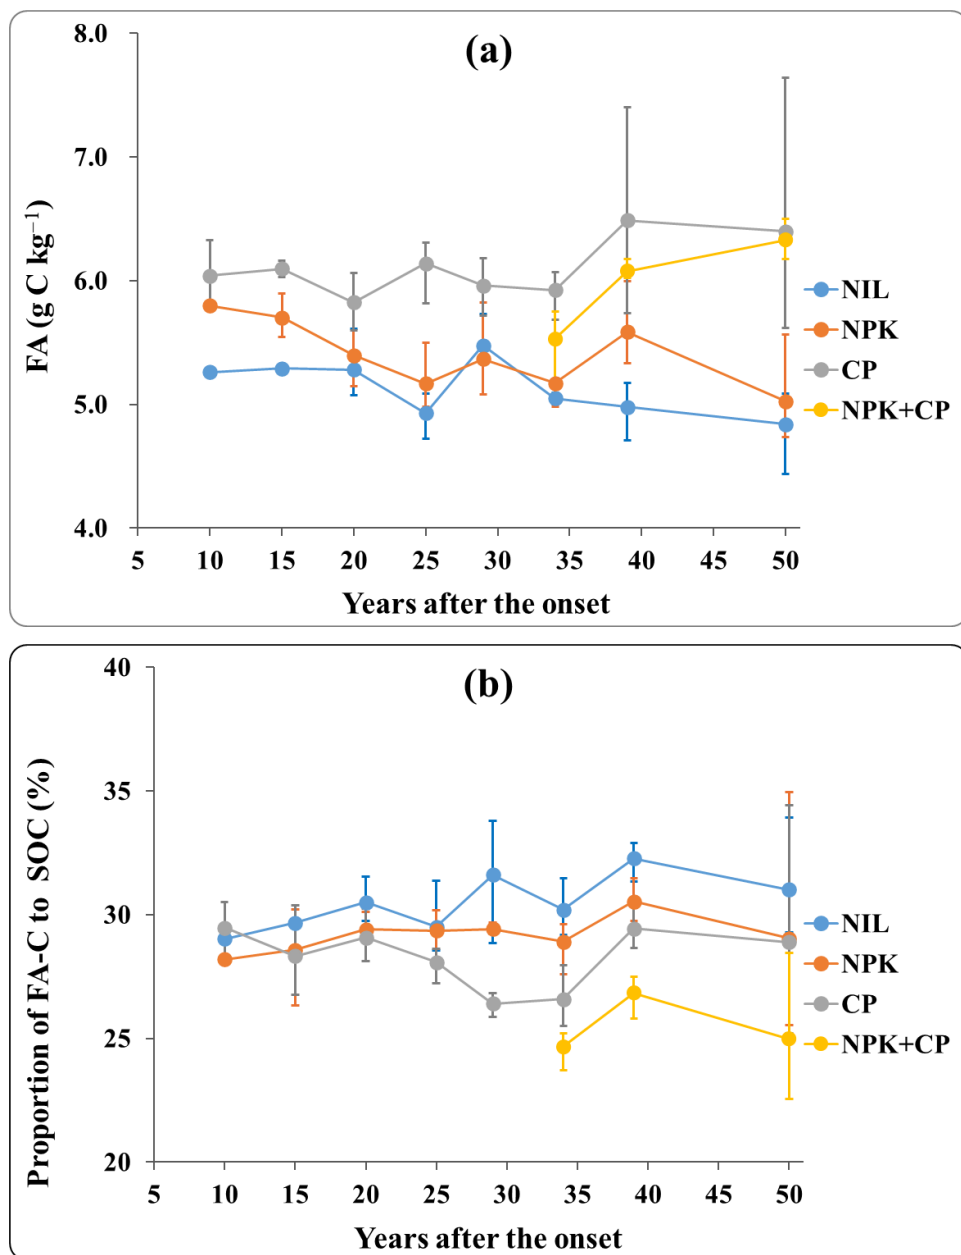 (a)
8.0
7.0
6.0
5.0
4.0
FA (g C kg⁻¹)
5 10 15 20 25 30 35 40 45 50
Years after the onset
NIL
NPK
CP
NPK+CP
(b)
40
35
30
25
20
Proportion of FA-C to SOC (%)
5 10 15 20 25 30 35 40 45 50
Years after the onset
NIL
NPK
CP
NPK+CP